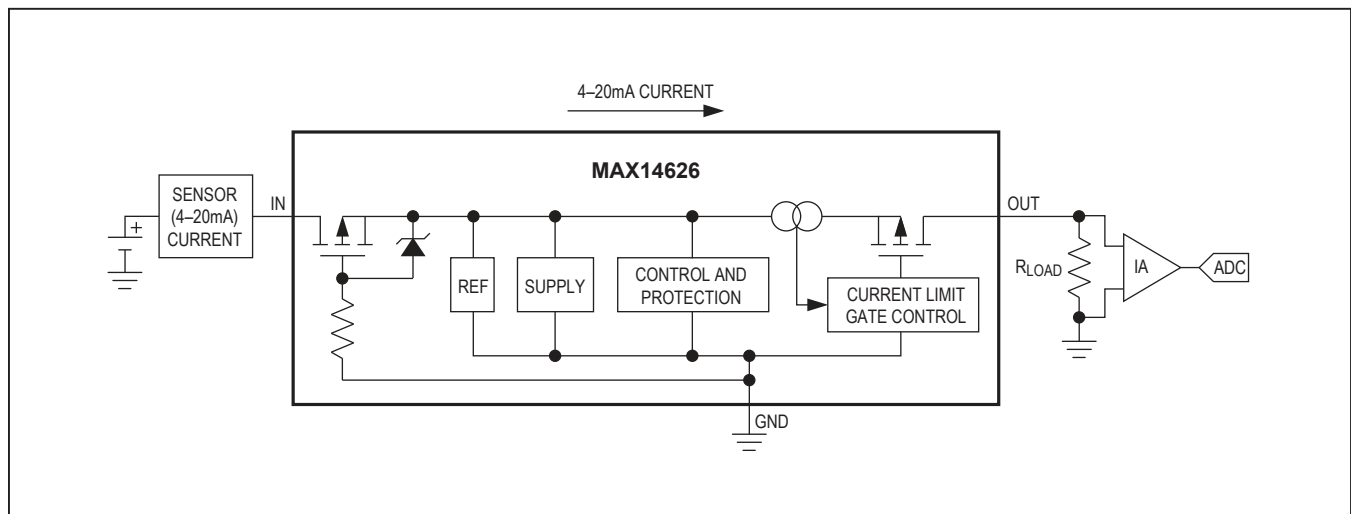 4–20mA CURRENT
MAX14626
SENSOR
(4–20mA)
CURRENT
+
IN
OUT
REF
SUPPLY
CONTROL AND
PROTECTION
CURRENT LIMIT
GATE CONTROL
RLOAD
IA
ADC
GND